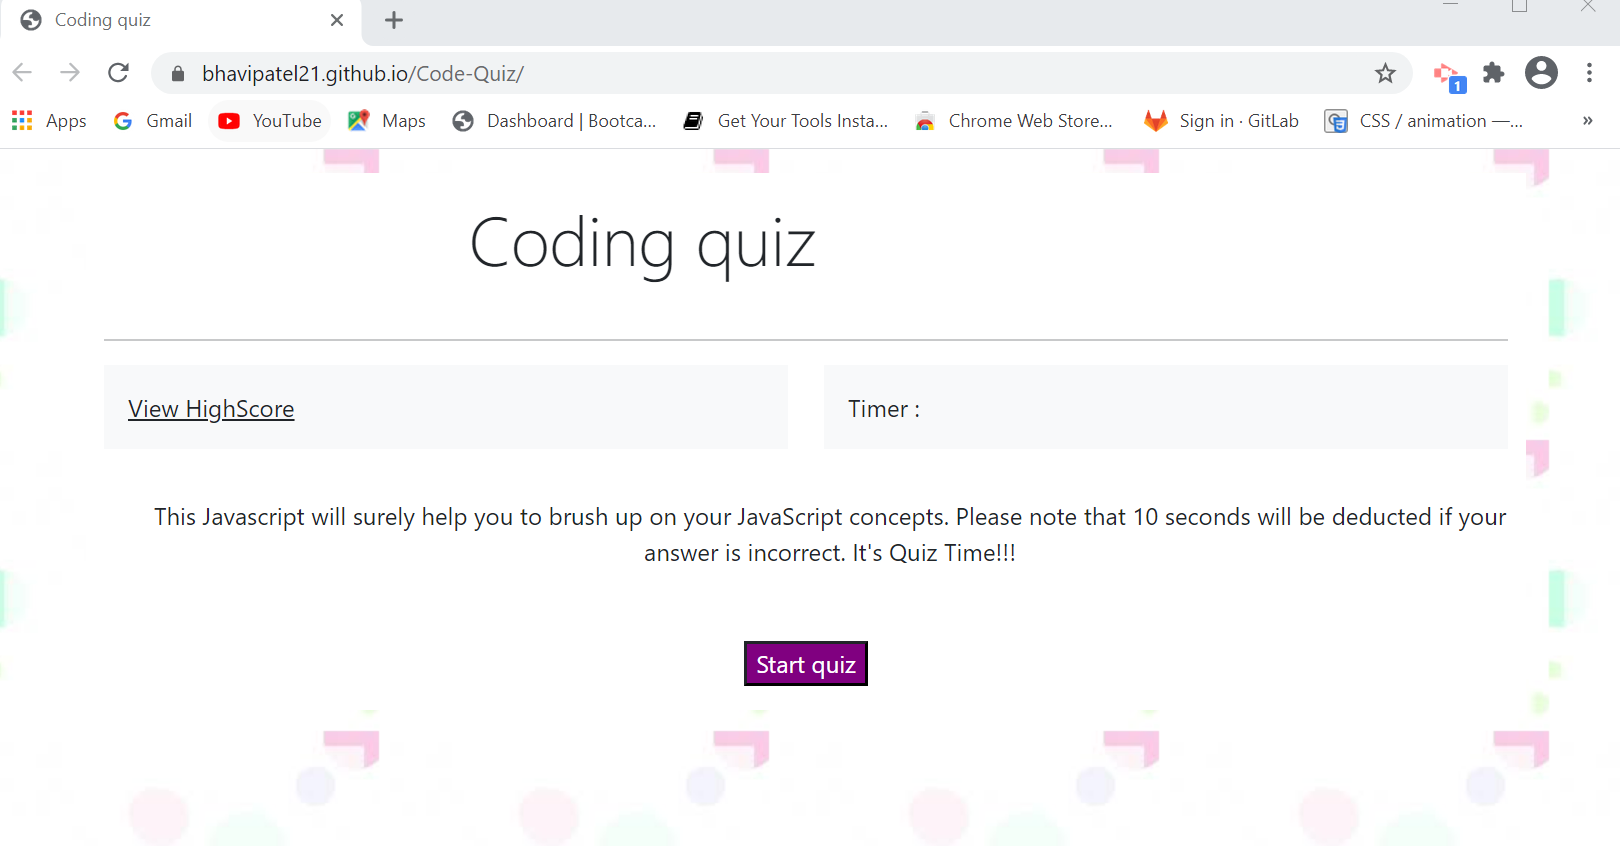 Coding quiz
bhavipatel21.github.io/Code-Quiz/
1
Apps Gmail YouTube Maps Dashboard | Bootca... Get Your Tools Insta... Chrome Web Store... Sign in · GitLab CSS / animation —... »
Coding quiz
View HighScore
Timer :
This Javascript will surely help you to brush up on your JavaScript concepts. Please note that 10 seconds will be deducted if your
answer is incorrect. It's Quiz Time!!!
Start quiz